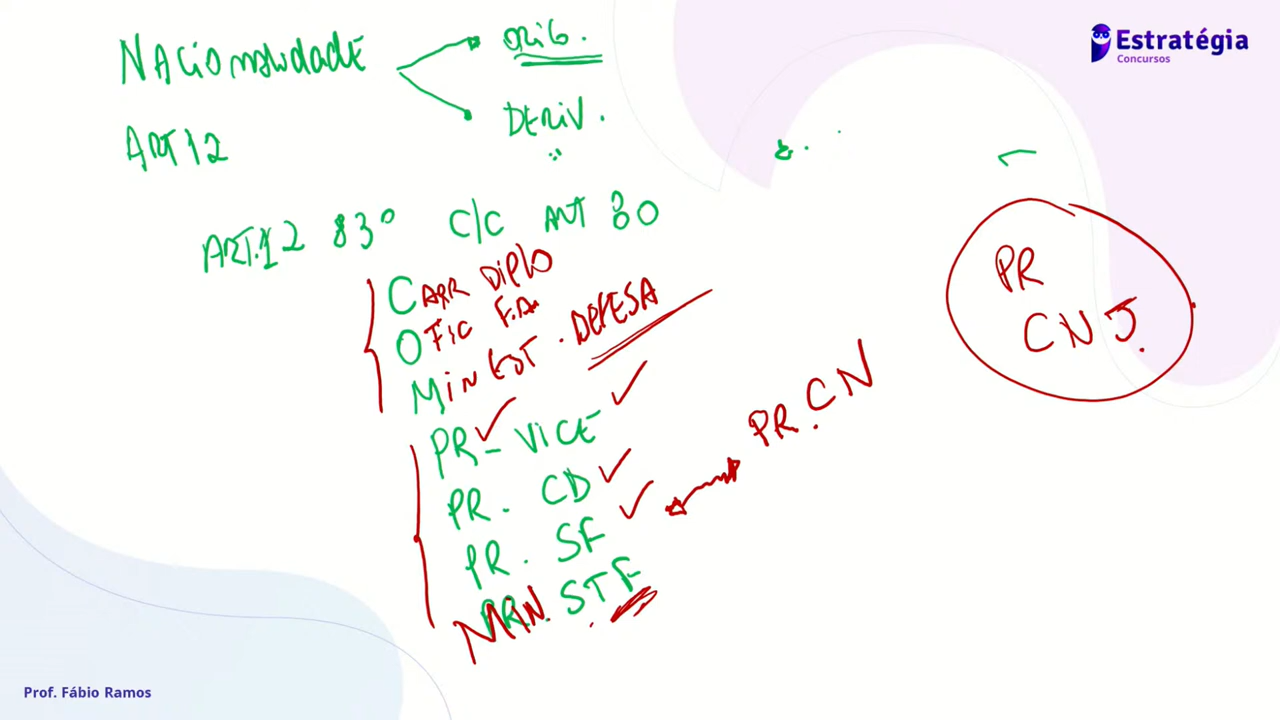 NACIONALIDADE
ORIG.
DERIV.
ART 12
Estratégia
Concursos
ART.12 §3º C/C ART 80
CARR DIPLO
OFIC F.A.
MIN EST. DEFESA
PR - VICE
PR. CD
PR. SF
MIN. STF
PR. CN
PR
CNJ.
Prof. Fábio Ramos